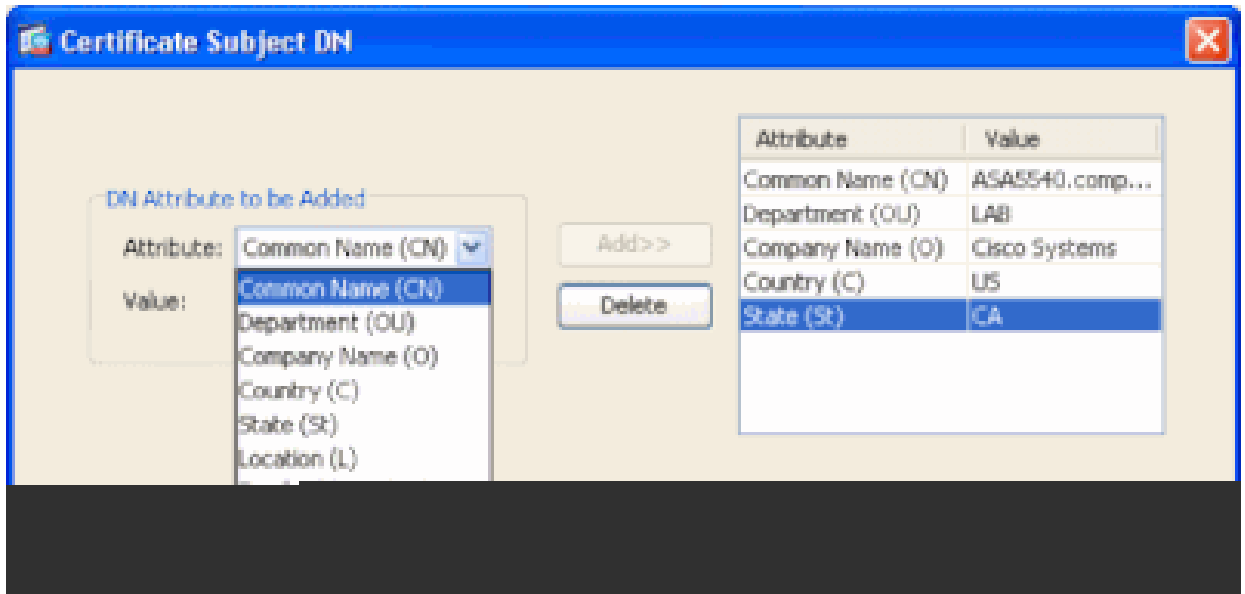 Certificate Subject DN
DN Attribute to be Added
Attribute: Common Name (CN)
Value:
Common Name (CN)
Department (OU)
Company Name (O)
Country (C)
State (St)
Location (L)
Add>>
Delete
Attribute Value
Common Name (CN) ASA5540.comp...
Department (OU) LAB
Company Name (O) Cisco Systems
Country (C) US
State (St) CA